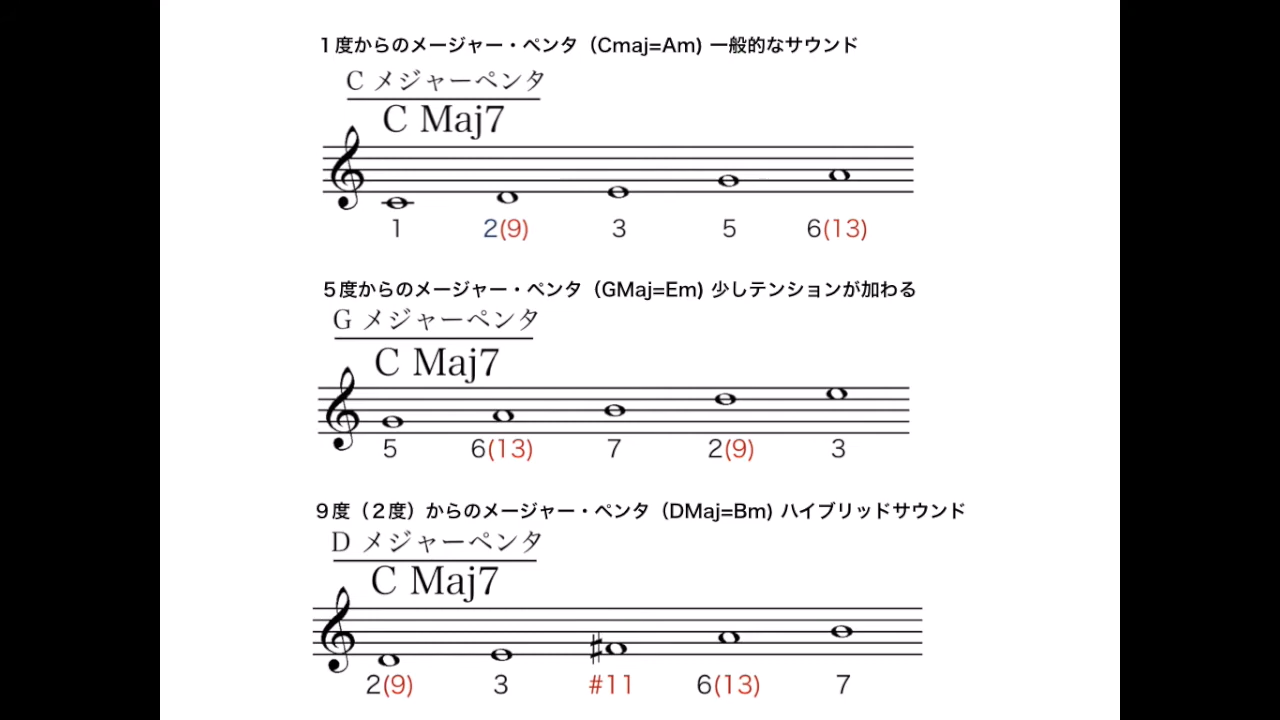 １度からのメージャー・ペンタ（Cmaj=Am) 一般的なサウンド
C メジャーペンタ
C Maj7
1 2(9) 3 5 6(13)
５度からのメージャー・ペンタ（GMaj=Em) 少しテンションが加わる
G メジャーペンタ
C Maj7
5 6(13) 7 2(9) 3
９度（２度）からのメージャー・ペンタ（DMaj=Bm) ハイブリッドサウンド
D メジャーペンタ
C Maj7
2(9) 3 #11 6(13) 7